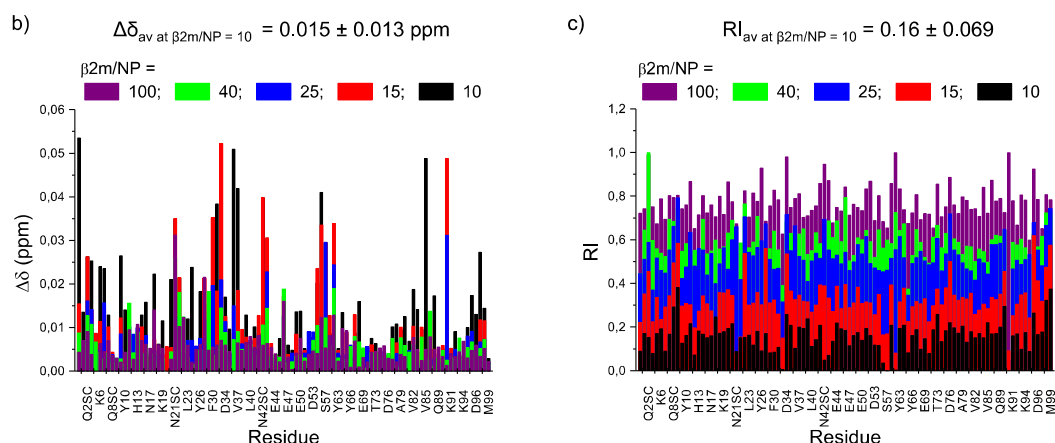 b)
Δδav at β2m/NP = 10 = 0.015 ± 0.013 ppm
β2m/NP =
100; 40; 25; 15; 10
0,06
0,05
0,04
0,03
0,02
0,01
0,00
Δδ (ppm)
Q2SC K6 Q8SC Y10 H13 N17 K19 N21SC L23 Y26 F30 D34 V37 L40 N42SC E44 E47 E50 D53 S57 Y63 Y66 E69 T73 D76 A79 V82 V85 Q89 K91 K94 D96 M99
Residue
c)
RIav at β2m/NP = 10 = 0.16 ± 0.069
β2m/NP =
100; 40; 25; 15; 10
1,2
1,0
0,8
0,6
0,4
0,2
0,0
RI
Q2SC K6 Q8SC Y10 H13 N17 K19 N21SC L23 Y26 F30 D34 V37 L40 N42SC E44 E47 E50 D53 S57 Y63 Y66 E69 T73 D76 A79 V82 V85 Q89 K91 K94 D96 M99
Residue